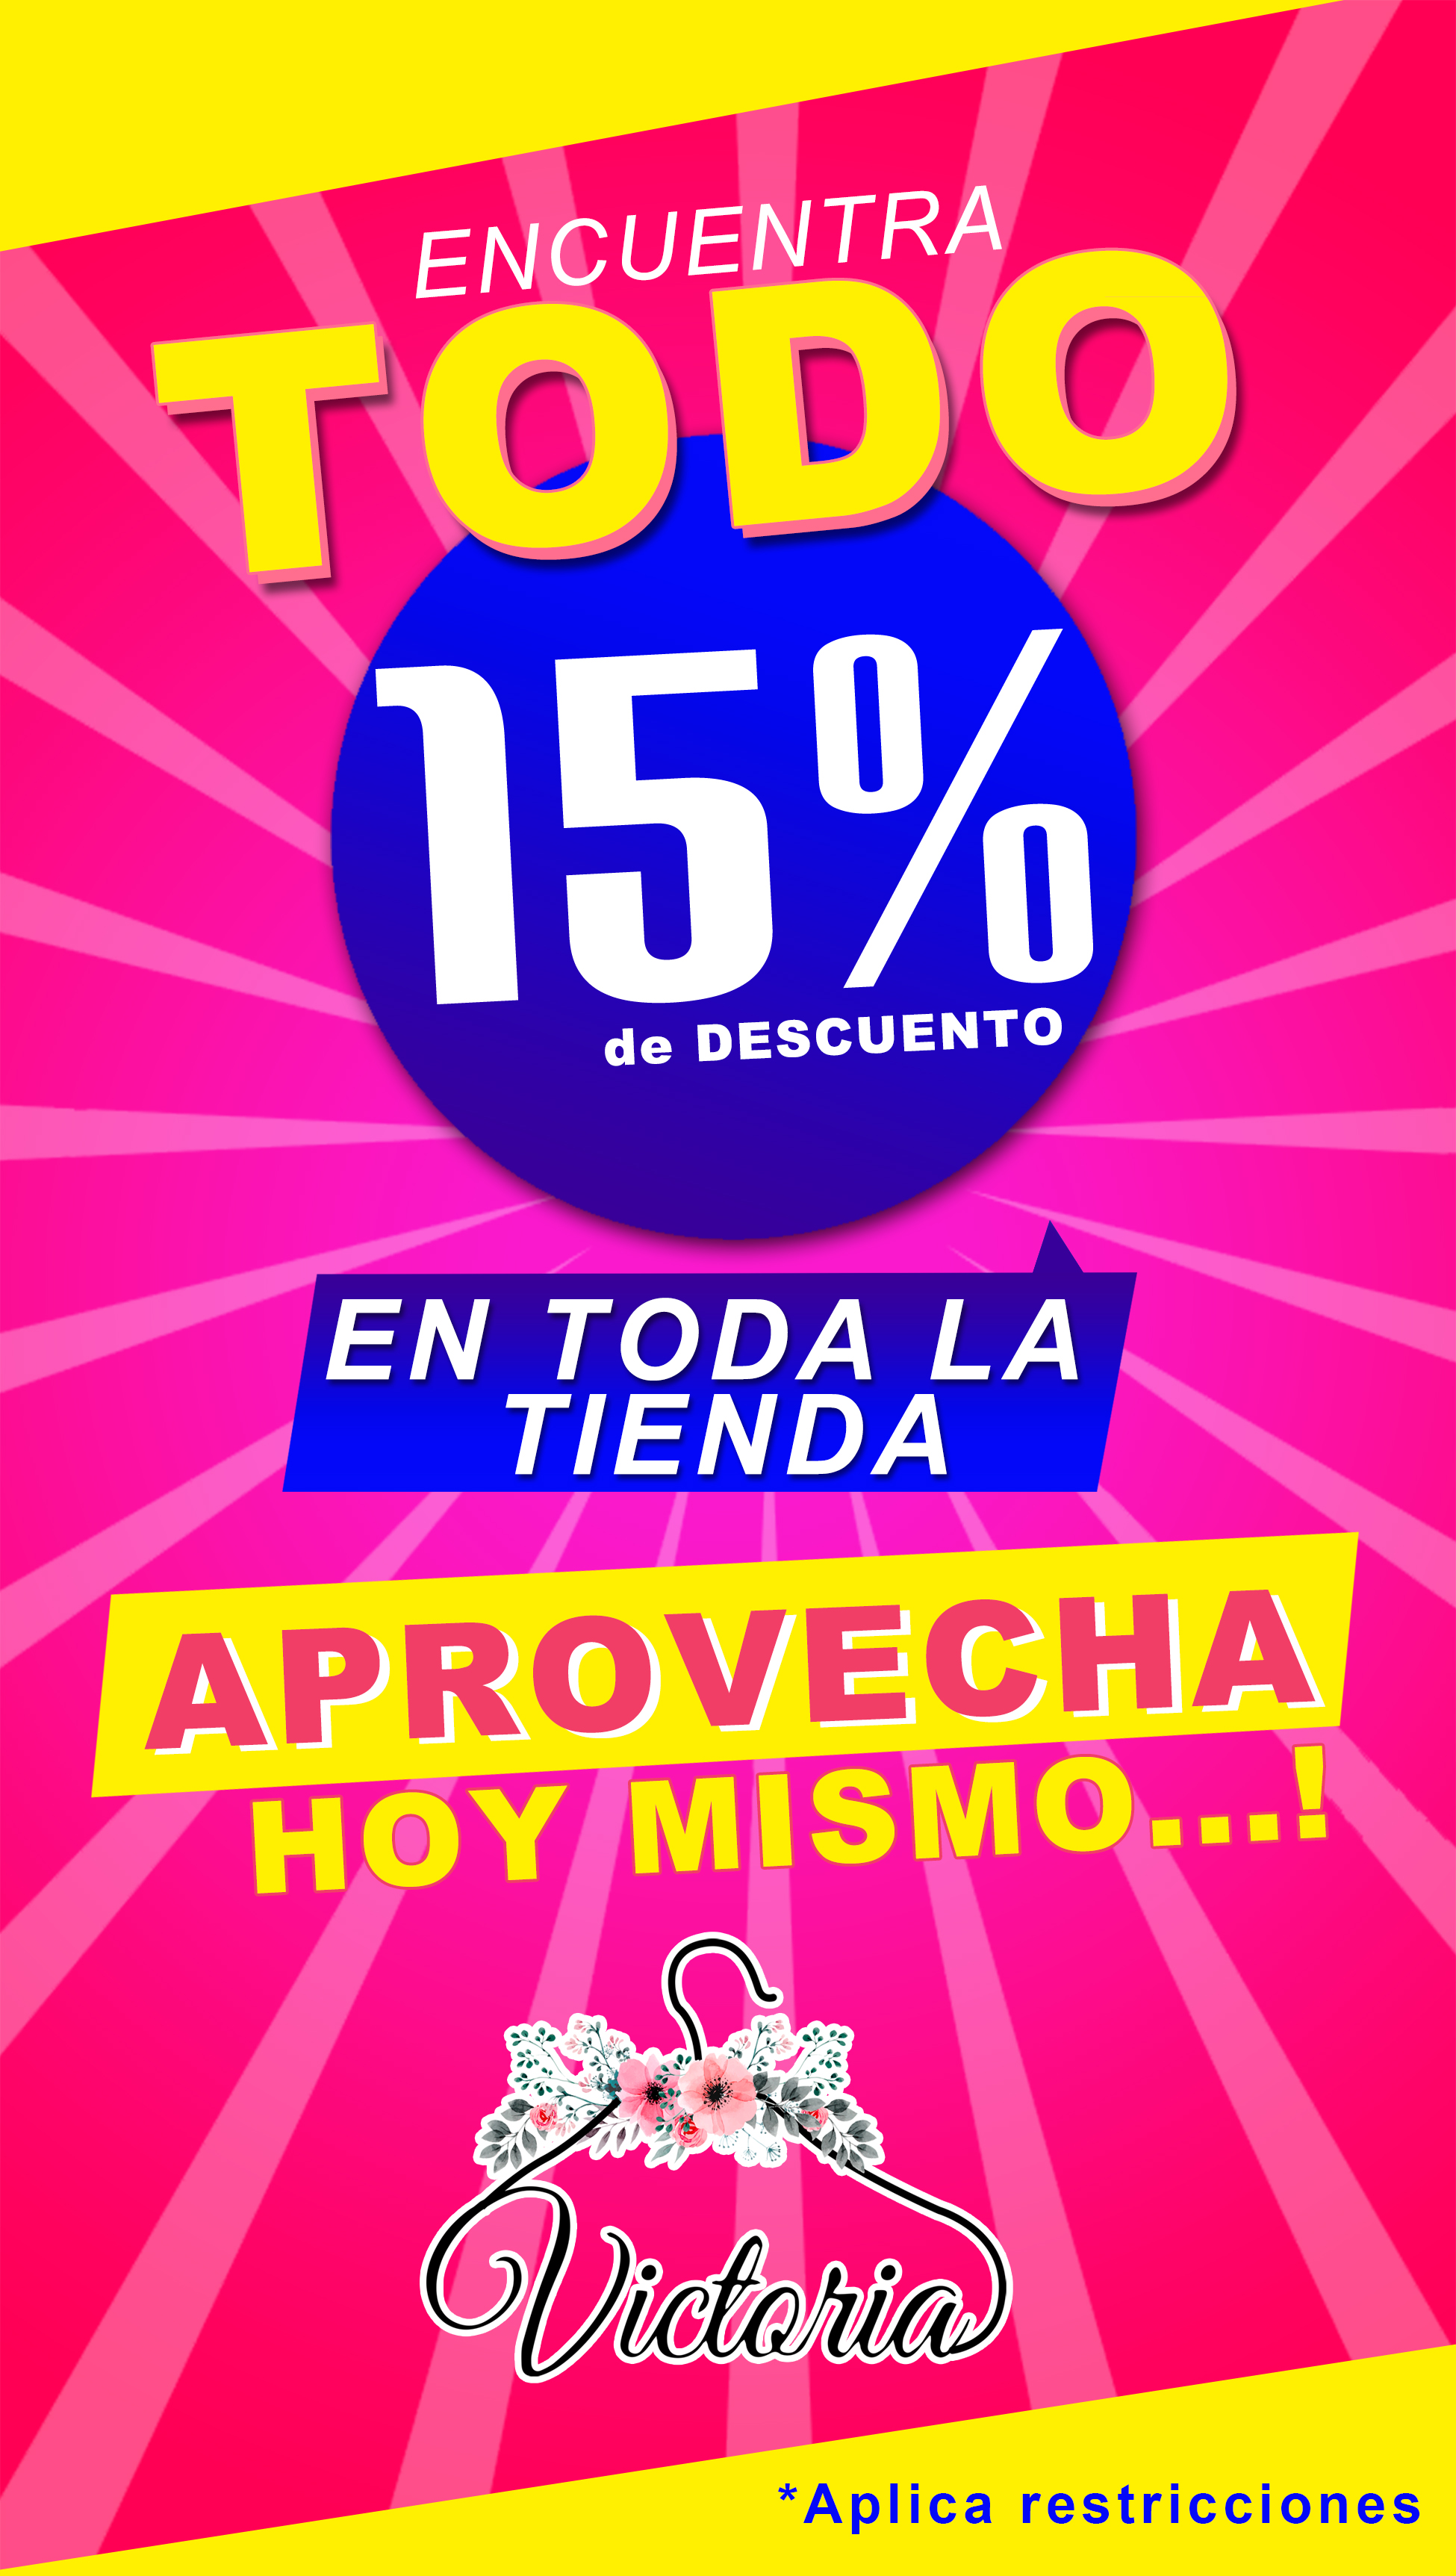 ENCUENTRA
TODO
15%
de DESCUENTO
EN TODA LA
TIENDA
APROVECHA
HOY MISMO...!
Victoria
*Aplica restricciones